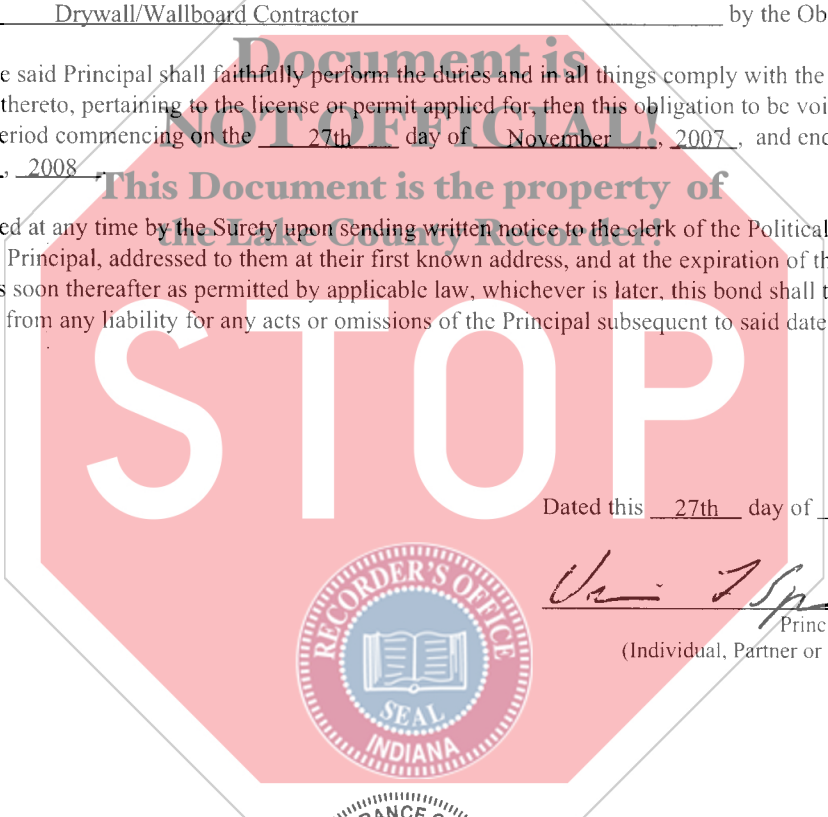 Drywall/Wallboard Contractor by the Ob
Document is
e said Principal shall faithfully perform the duties and in all things comply with the
thereto, pertaining to the license or permit applied for, then this obligation to be voi
NOT OFFICIAL!
eriod commencing on the 27th day of November, 2007, and end
, 2008.
This Document is the property of
ed at any time by the Surety upon sending written notice to the clerk of the Political
the Lake County Recorder!
Principal, addressed to them at their first known address, and at the expiration of th
s soon thereafter as permitted by applicable law, whichever is later, this bond shall t
from any liability for any acts or omissions of the Principal subsequent to said date
STOP
Dated this 27th day of
Princ
(Individual, Partner or
RECORDER'S OFFICE
SEAL
INDIANA